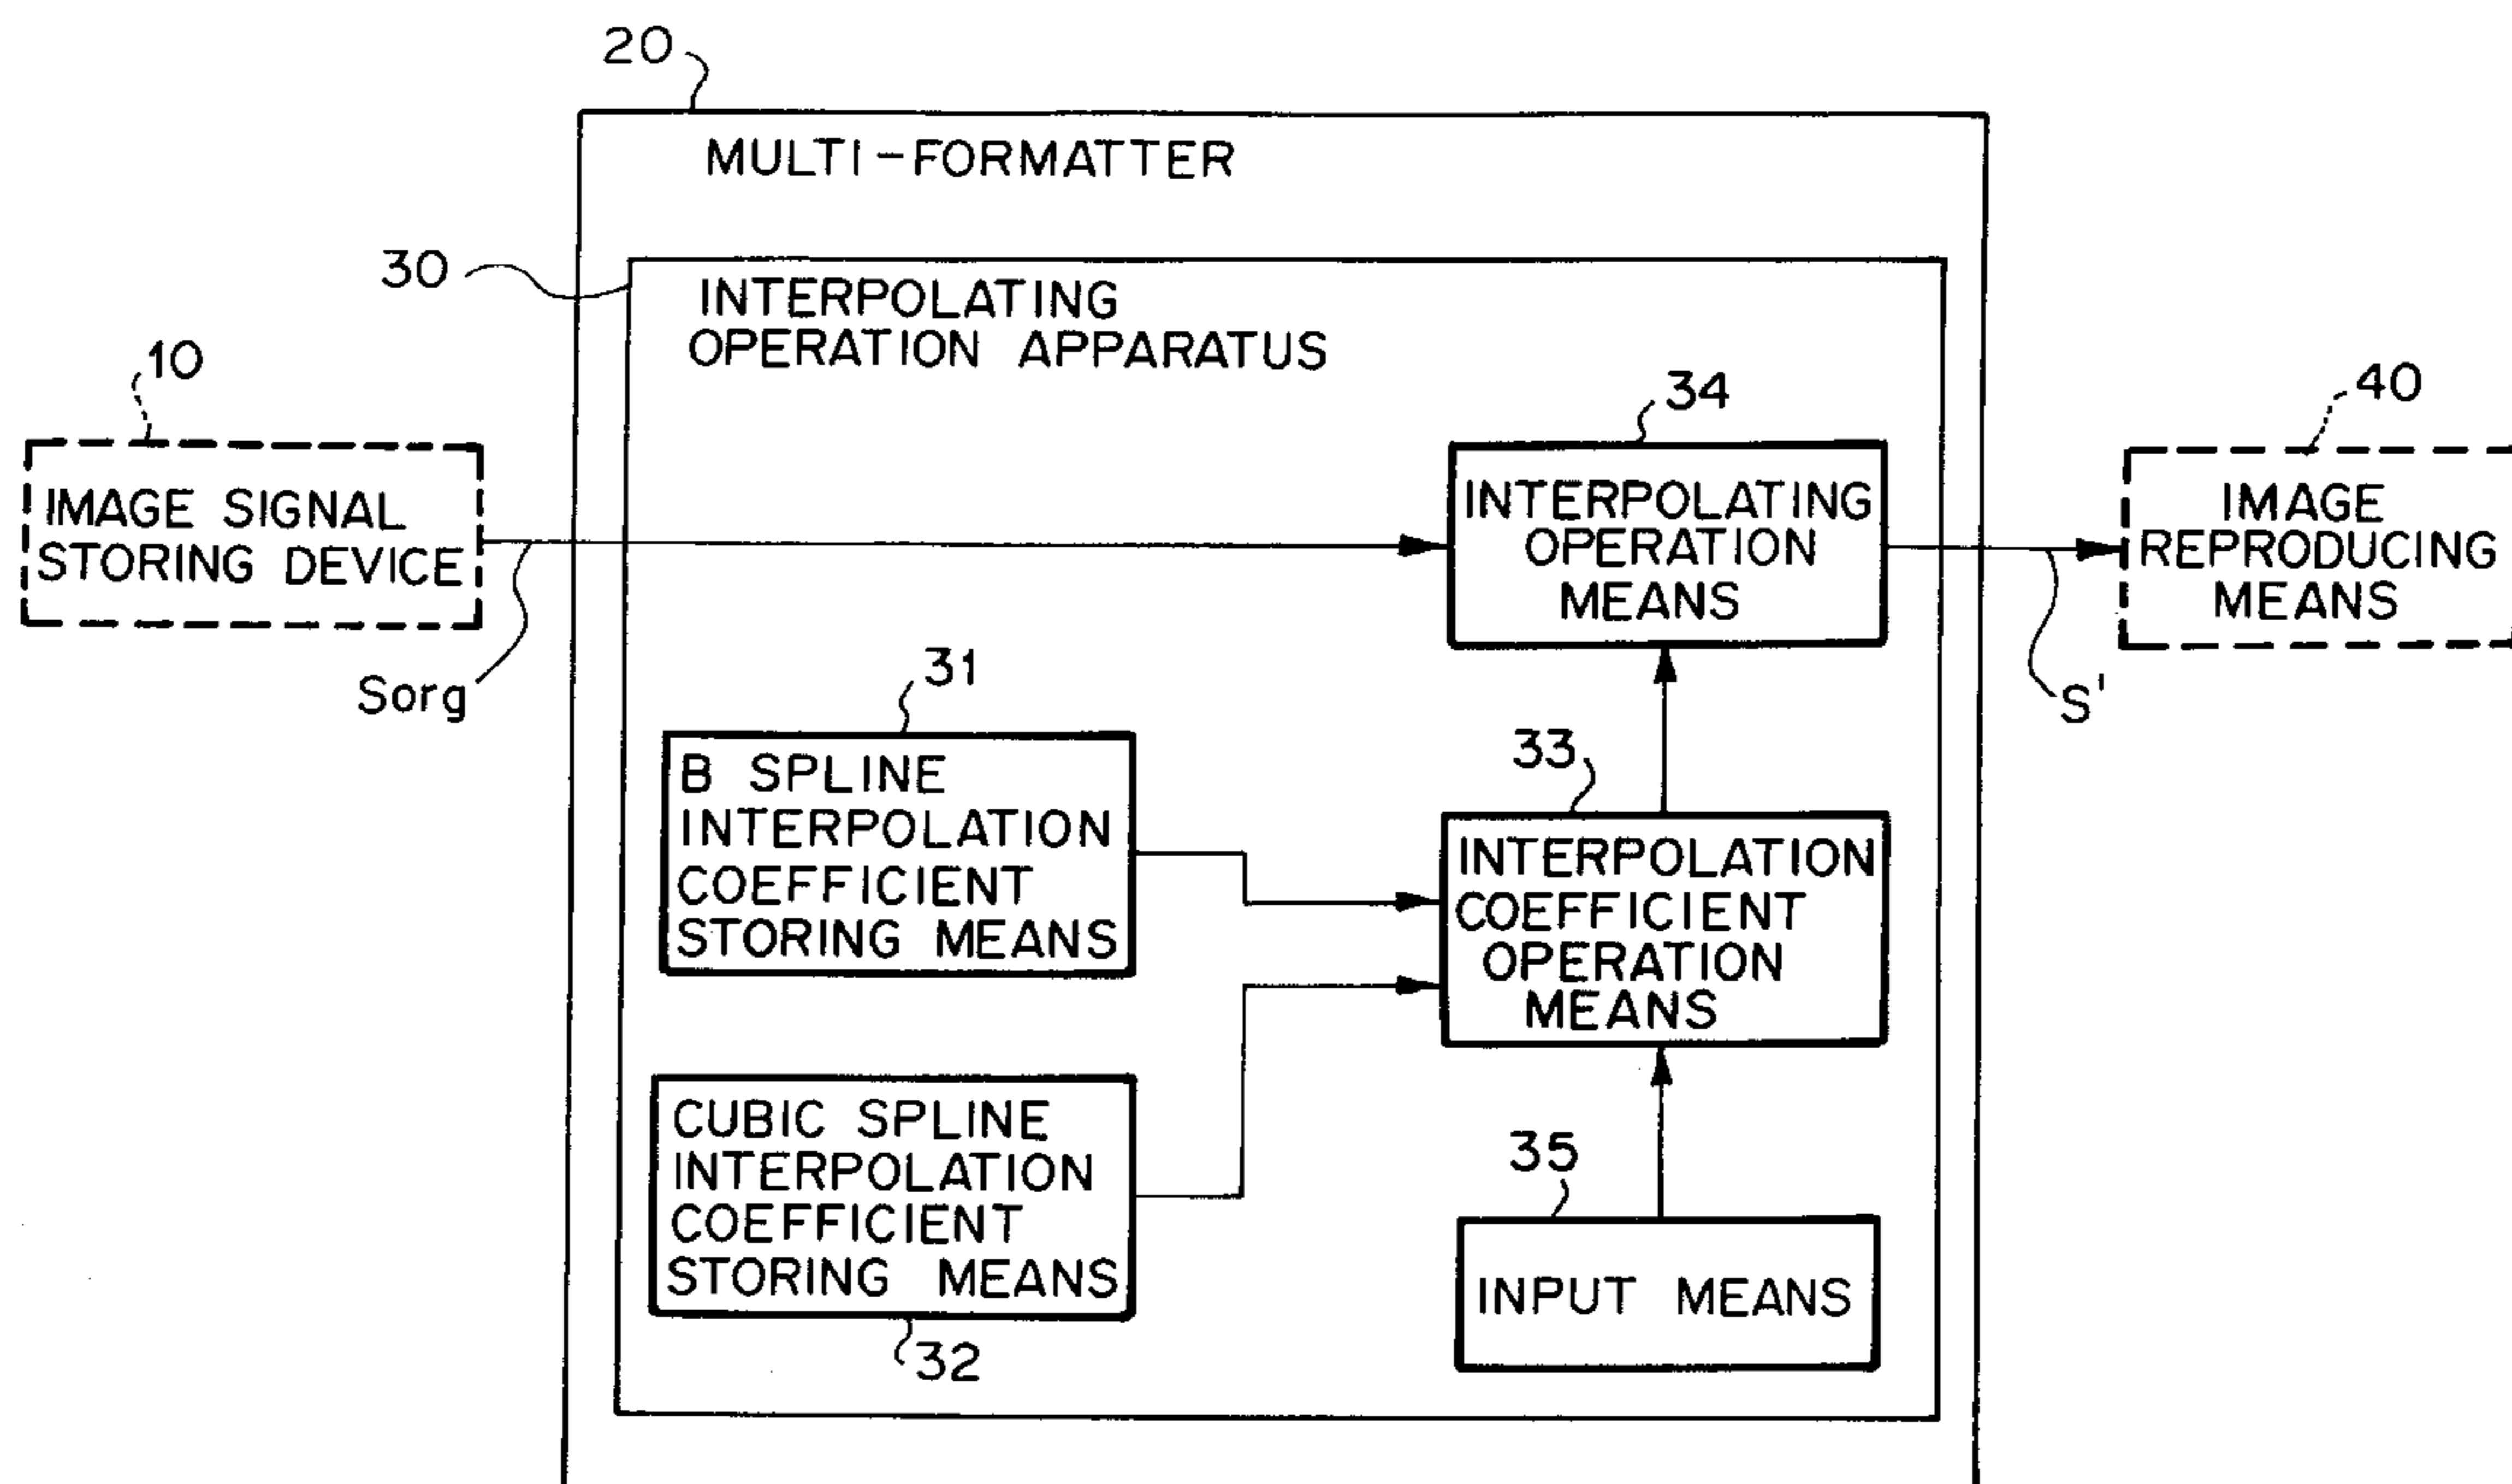 20
MULTI-FORMATTER
30
INTERPOLATING
OPERATION APPARATUS
10
IMAGE SIGNAL
STORING DEVICE
Sorg
34
INTERPOLATING
OPERATION
MEANS
40
IMAGE
REPRODUCING
MEANS
S'
31
B SPLINE
INTERPOLATION
COEFFICIENT
STORING MEANS
33
INTERPOLATION
COEFFICIENT
OPERATION
MEANS
CUBIC SPLINE
INTERPOLATION
COEFFICIENT
STORING MEANS
32
35
INPUT MEANS